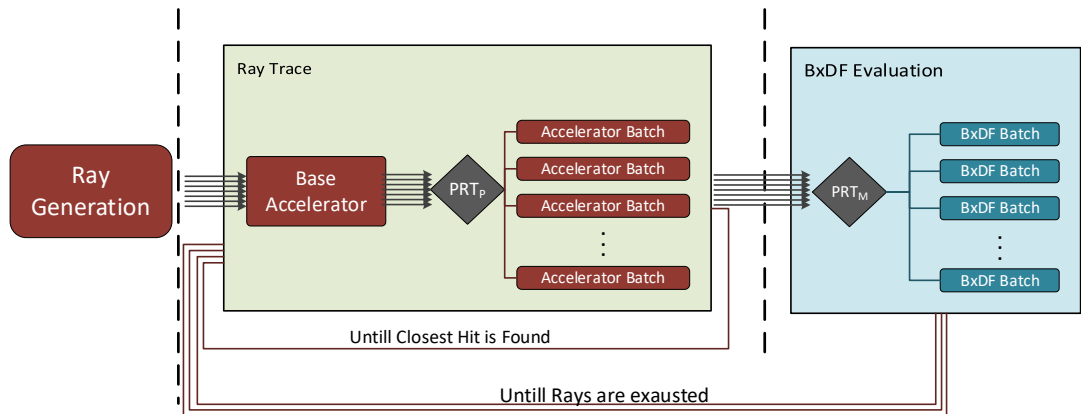 Ray Trace
BxDF Evaluation
Ray
Generation
Base
Accelerator
PRTP
Accelerator Batch
Accelerator Batch
Accelerator Batch
Accelerator Batch
PRTM
BxDF Batch
BxDF Batch
BxDF Batch
BxDF Batch
Untill Closest Hit is Found
Untill Rays are exausted